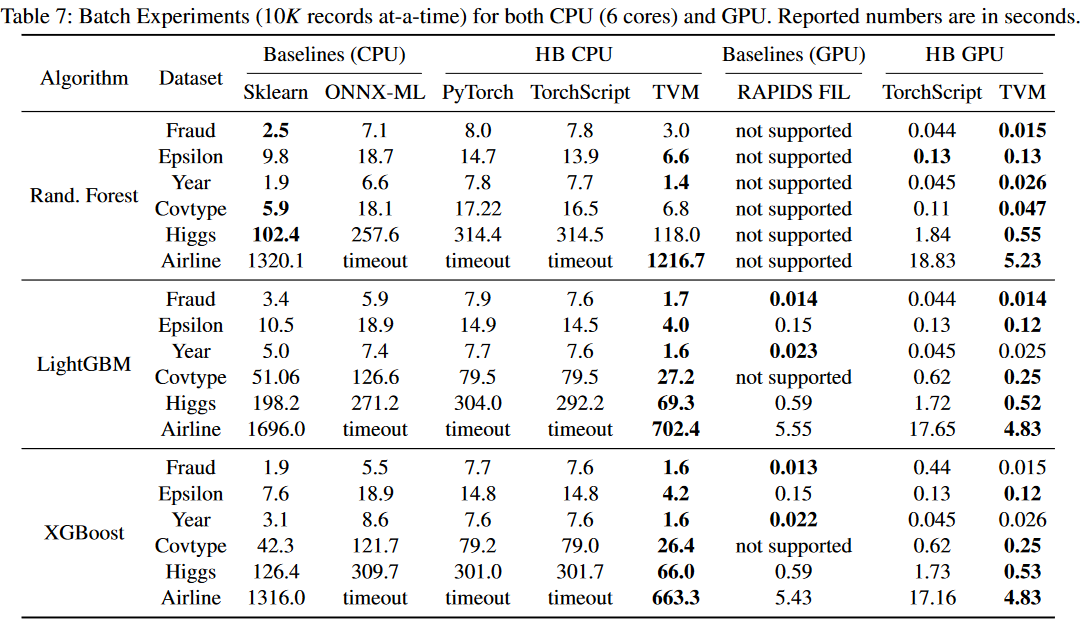 Table 7: Batch Experiments (10K records at-a-time) for both CPU (6 cores) and GPU. Reported numbers are in seconds.
Algorithm Dataset Baselines (CPU) HB CPU Baselines (GPU) HB GPU
Sklearn ONNX-ML PyTorch TorchScript TVM RAPIDS FIL TorchScript TVM
Rand. Forest
Fraud 2.5 7.1 8.0 7.8 3.0 not supported 0.044 0.015
Epsilon 9.8 18.7 14.7 13.9 6.6 not supported 0.13 0.13
Year 1.9 6.6 7.8 7.7 1.4 not supported 0.045 0.026
Covtype 5.9 18.1 17.22 16.5 6.8 not supported 0.11 0.047
Higgs 102.4 257.6 314.4 314.5 118.0 not supported 1.84 0.55
Airline 1320.1 timeout timeout timeout 1216.7 not supported 18.83 5.23
LightGBM
Fraud 3.4 5.9 7.9 7.6 1.7 0.014 0.044 0.014
Epsilon 10.5 18.9 14.9 14.5 4.0 0.15 0.13 0.12
Year 5.0 7.4 7.7 7.6 1.6 0.023 0.045 0.025
Covtype 51.06 126.6 79.5 79.5 27.2 not supported 0.62 0.25
Higgs 198.2 271.2 304.0 292.2 69.3 0.59 1.72 0.52
Airline 1696.0 timeout timeout timeout 702.4 5.55 17.65 4.83
XGBoost
Fraud 1.9 5.5 7.7 7.6 1.6 0.013 0.44 0.015
Epsilon 7.6 18.9 14.8 14.8 4.2 0.15 0.13 0.12
Year 3.1 8.6 7.6 7.6 1.6 0.022 0.045 0.026
Covtype 42.3 121.7 79.2 79.0 26.4 not supported 0.62 0.25
Higgs 126.4 309.7 301.0 301.7 66.0 0.59 1.73 0.53
Airline 1316.0 timeout timeout timeout 663.3 5.43 17.16 4.83